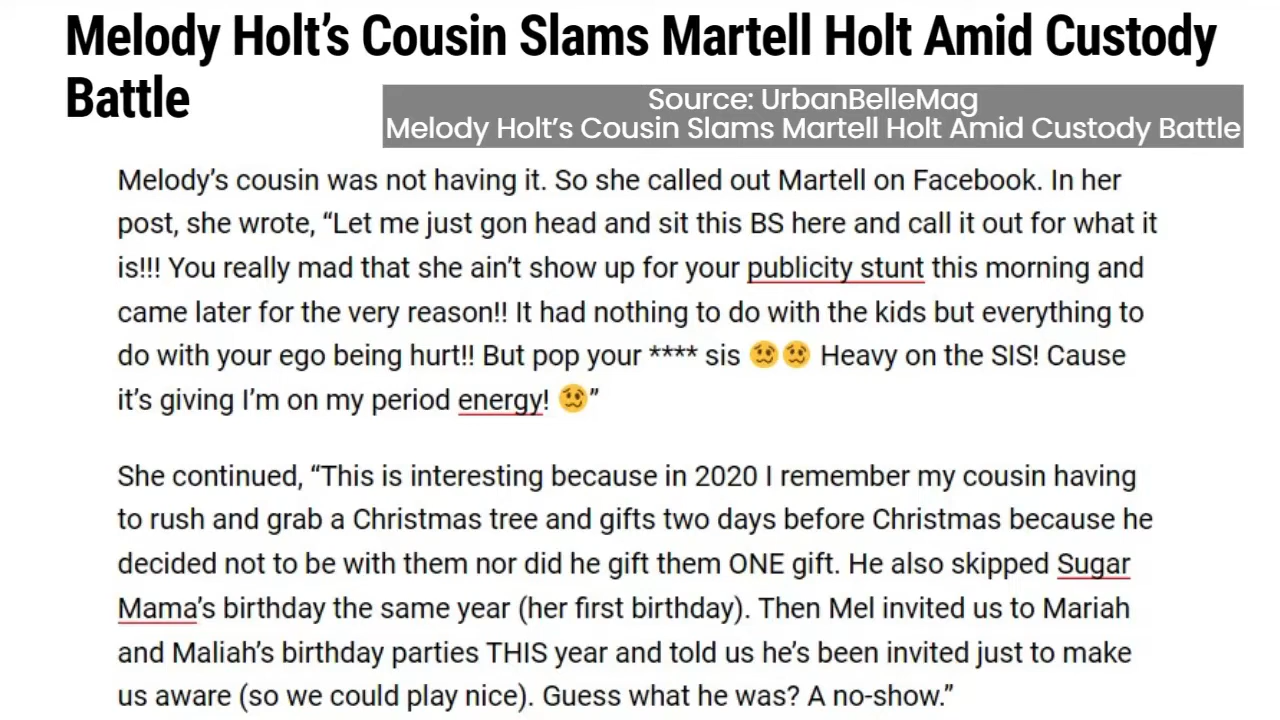 Melody Holt’s Cousin Slams Martell Holt Amid Custody
Battle
Source: UrbanBelleMag
Melody Holt’s Cousin Slams Martell Holt Amid Custody Battle
Melody’s cousin was not having it. So she called out Martell on Facebook. In her
post, she wrote, “Let me just gon head and sit this BS here and call it out for what it
is!!! You really mad that she ain’t show up for your publicity stunt this morning and
came later for the very reason!! It had nothing to do with the kids but everything to
do with your ego being hurt!! But pop your **** sis 🥴🥴 Heavy on the SIS! Cause
it’s giving I’m on my period energy! 🥴”
She continued, “This is interesting because in 2020 I remember my cousin having
to rush and grab a Christmas tree and gifts two days before Christmas because he
decided not to be with them nor did he gift them ONE gift. He also skipped Sugar
Mama’s birthday the same year (her first birthday). Then Mel invited us to Mariah
and Maliah’s birthday parties THIS year and told us he’s been invited just to make
us aware (so we could play nice). Guess what he was? A no-show.”